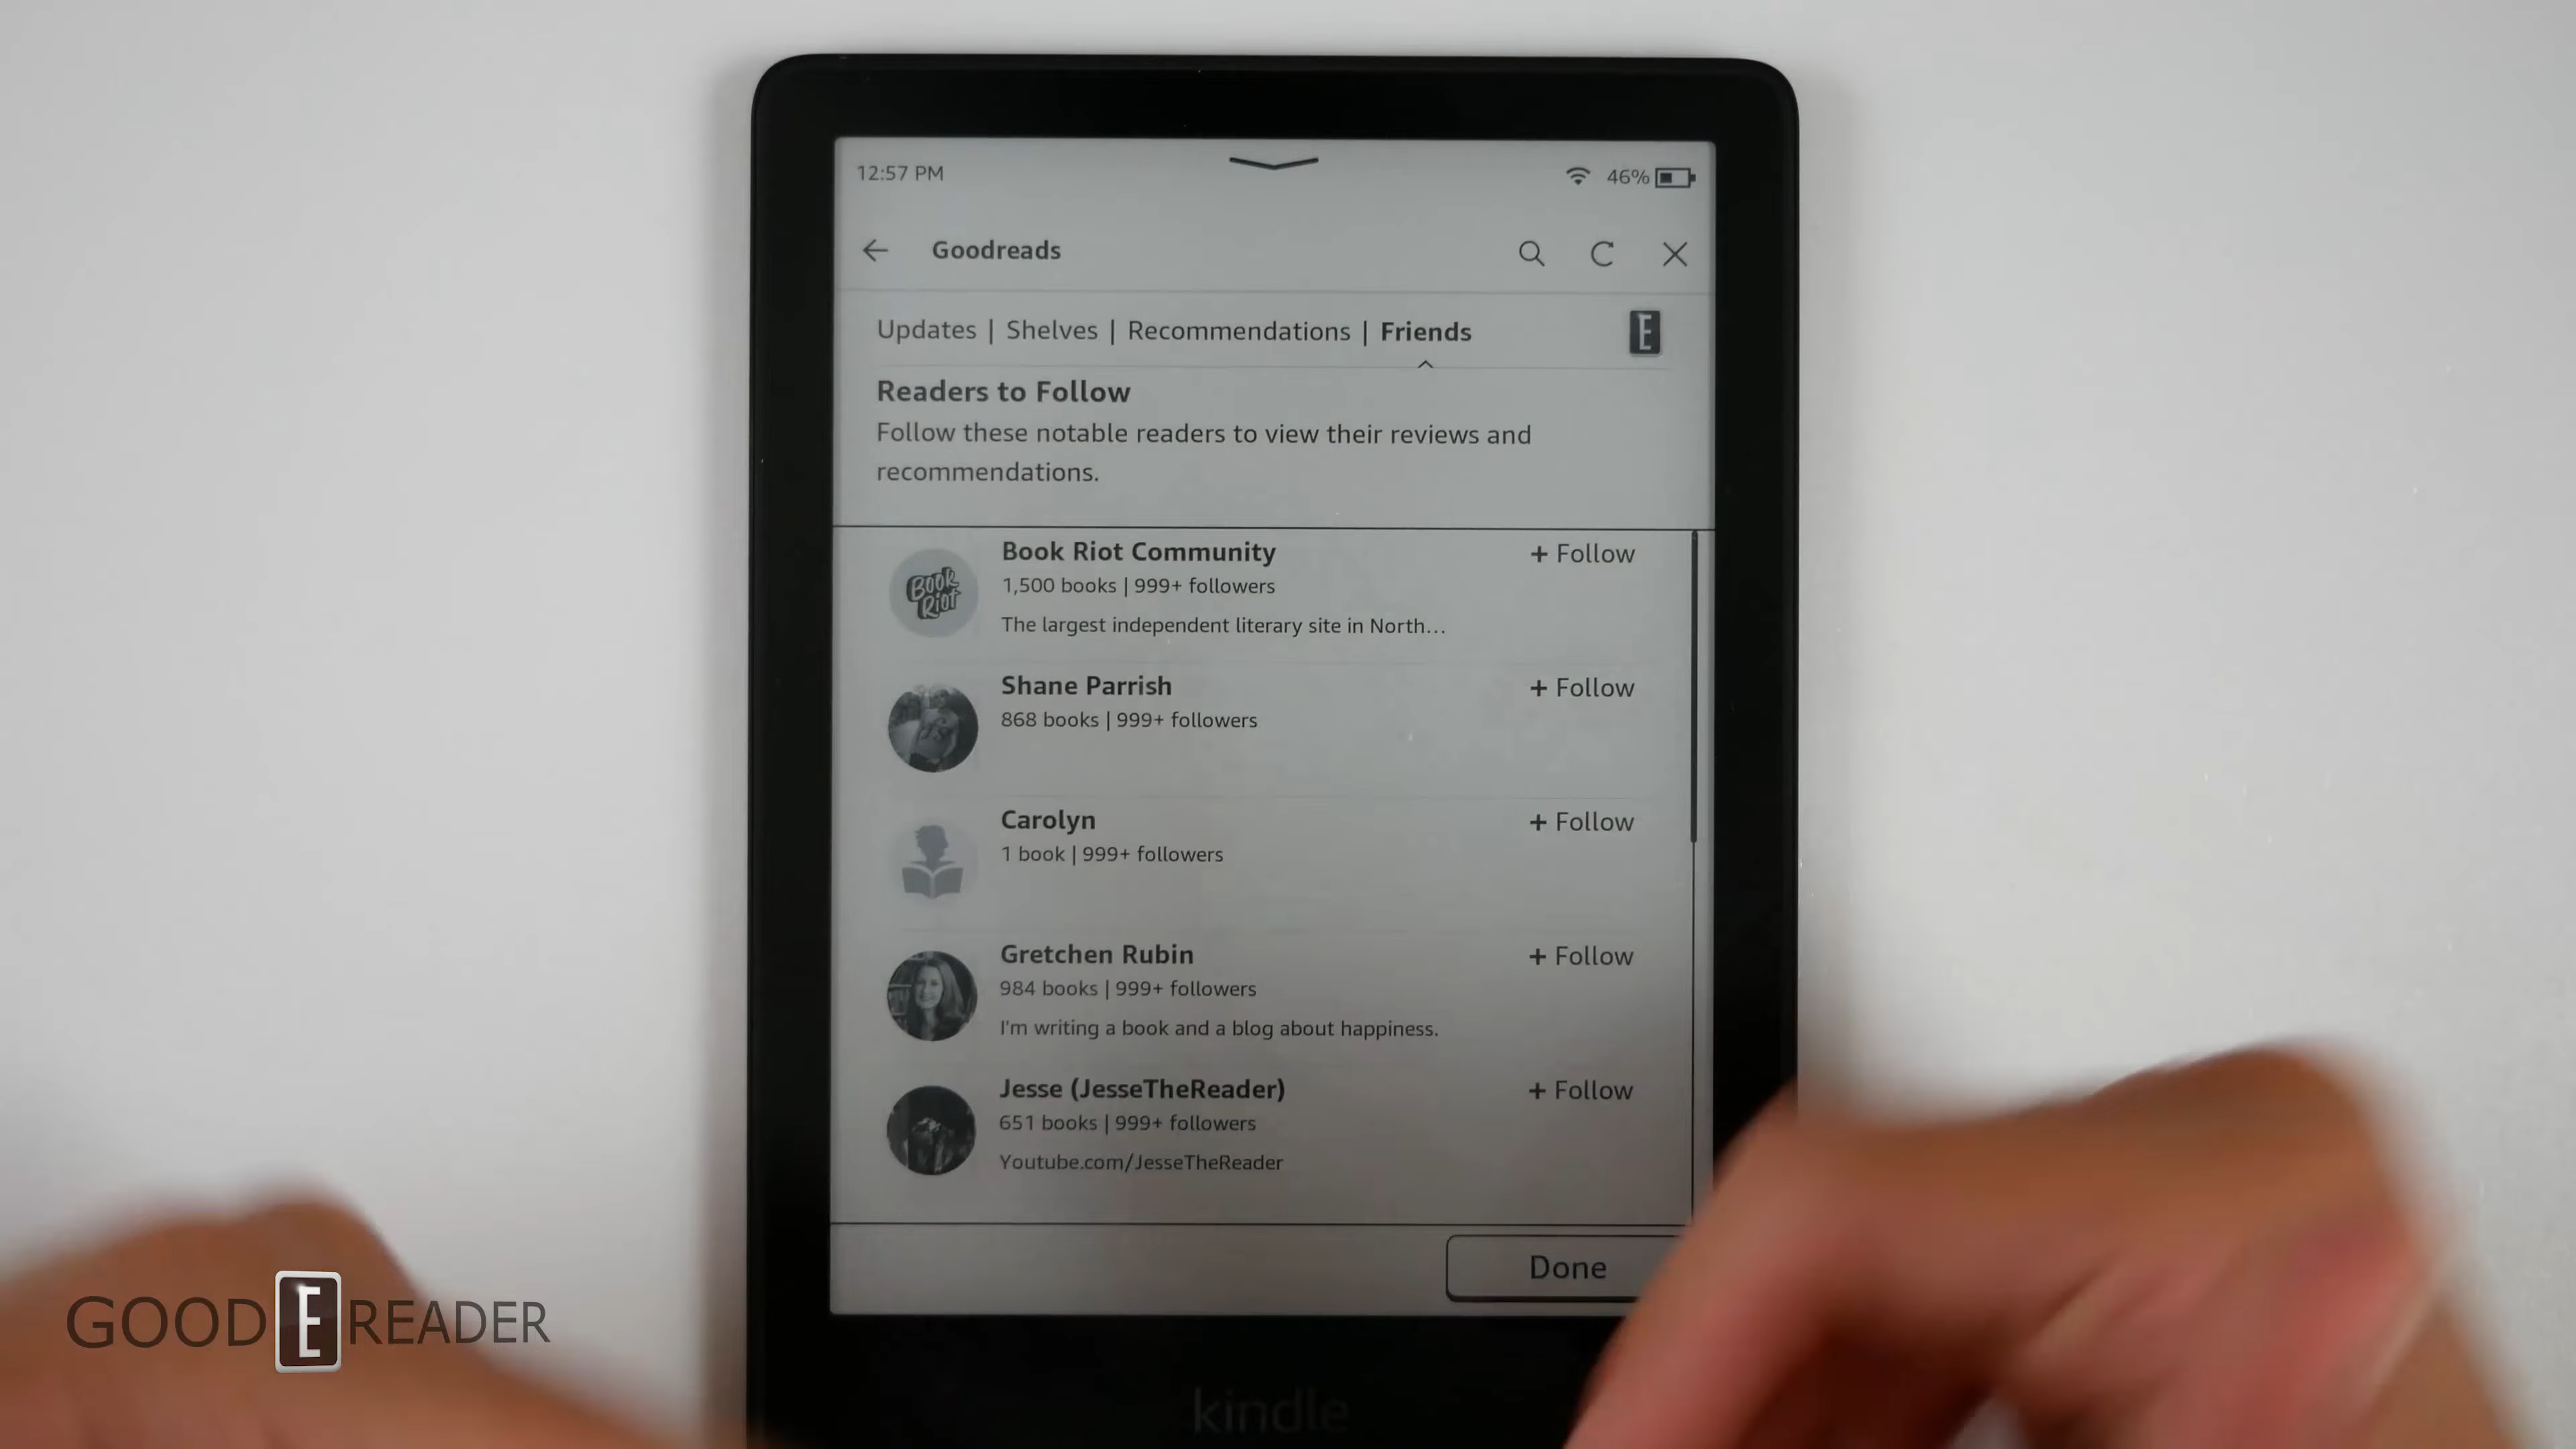 12:57 PM
46%
Goodreads
Updates | Shelves | Recommendations | Friends
E
Readers to Follow
Follow these notable readers to view their reviews and
recommendations.
Book Riot Community
+ Follow
1,500 books | 999+ followers
The largest independent literary site in North...
Book
Riot
Shane Parrish
+ Follow
868 books | 999+ followers
Carolyn
+ Follow
1 book | 999+ followers
Gretchen Rubin
+ Follow
984 books | 999+ followers
I'm writing a book and a blog about happiness.
Jesse (JesseTheReader)
+ Follow
651 books | 999+ followers
Youtube.com/JesseTheReader
Done
kindle
GOOD E READER